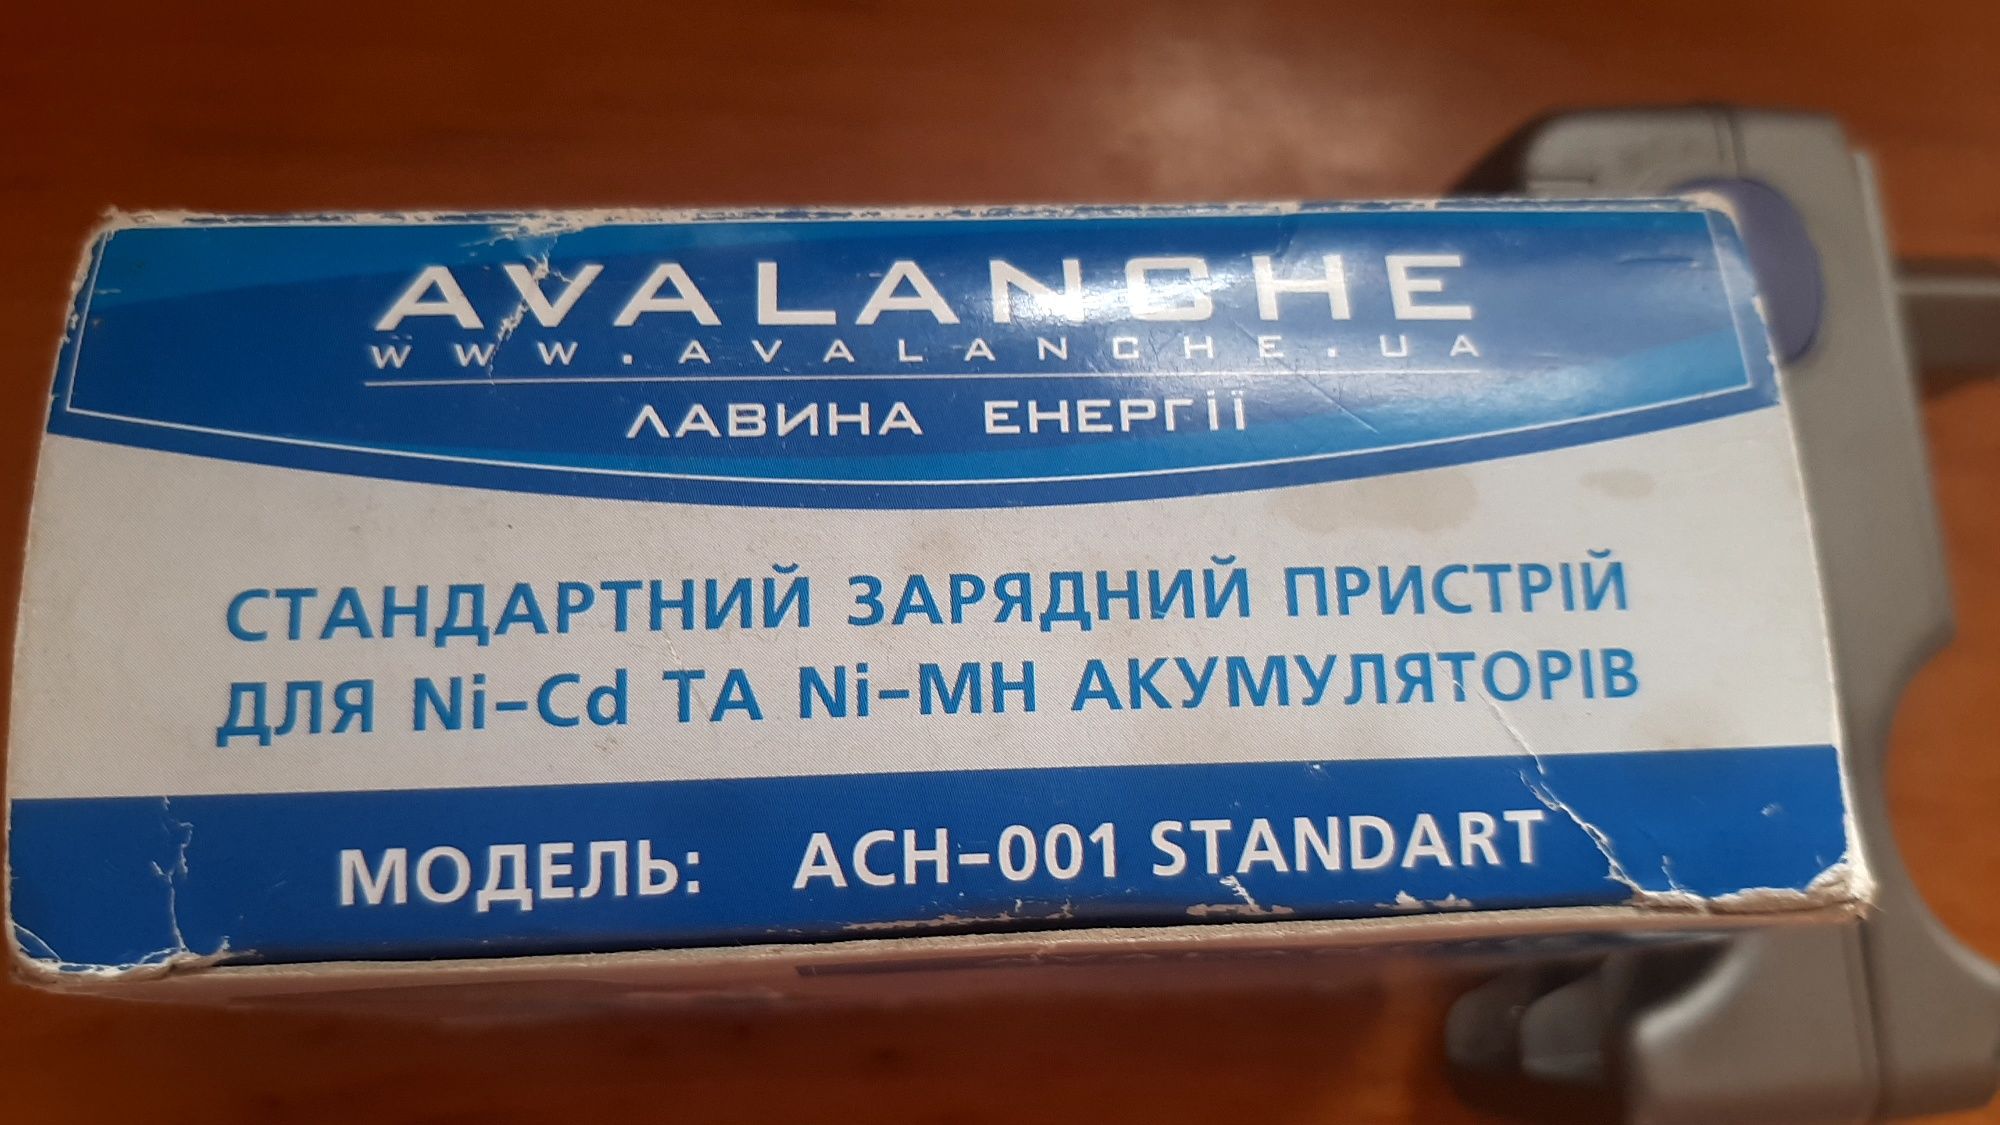 AVALANCHE
WWW.AVALANCHE.UA
ЛАВИНА ЕНЕРГІЇ
СТАНДАРТНИЙ ЗАРЯДНИЙ ПРИСТРІЙ
ДЛЯ Ni-Cd ТА Ni-MH АКУМУЛЯТОРІВ
МОДЕЛЬ: ACH-001 STANDART